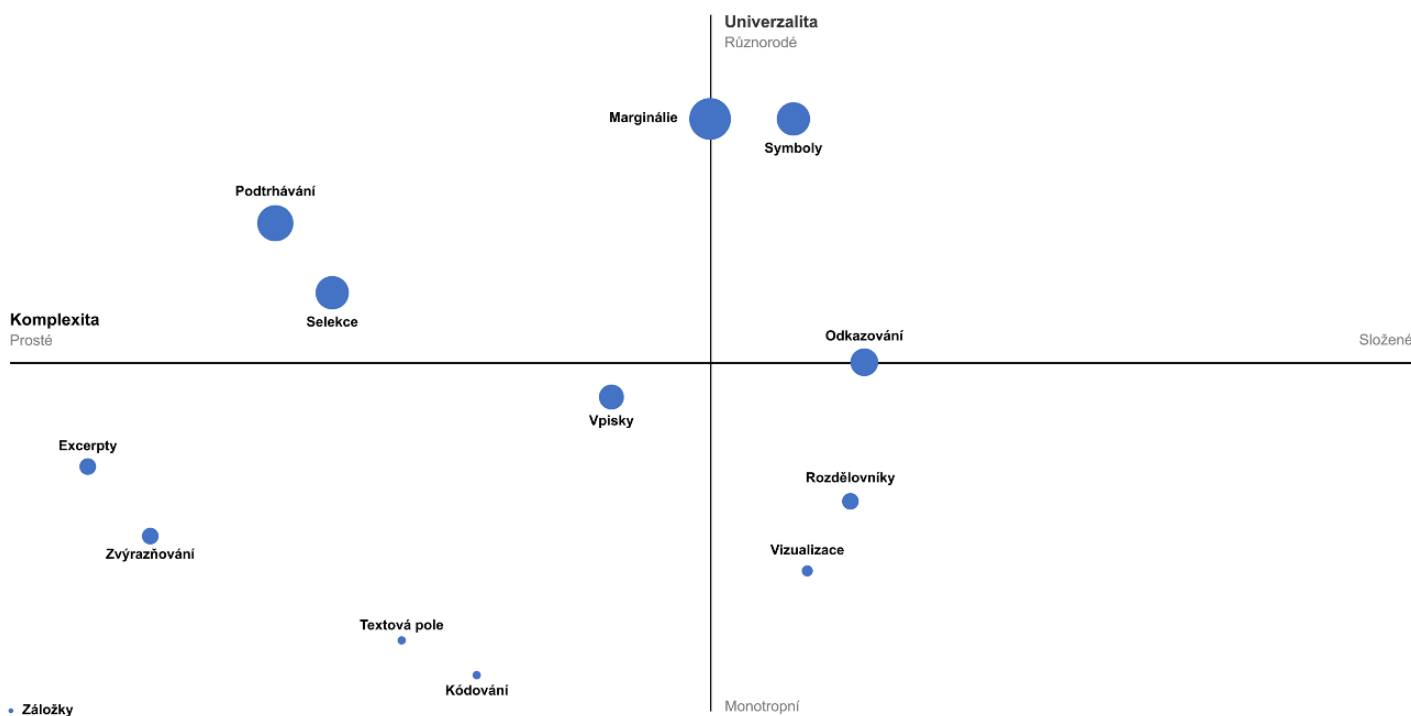 Univerzalita
Různorodé
Marginálie
Symboly
Podtrhávání
Selekce
Komplexita
Prosté
Odkazování
Složené
Vpisky
Excerpty
Rozdělovníky
Zvýrazňování
Vizualizace
Textová pole
Kódování
Záložky
Monotropní